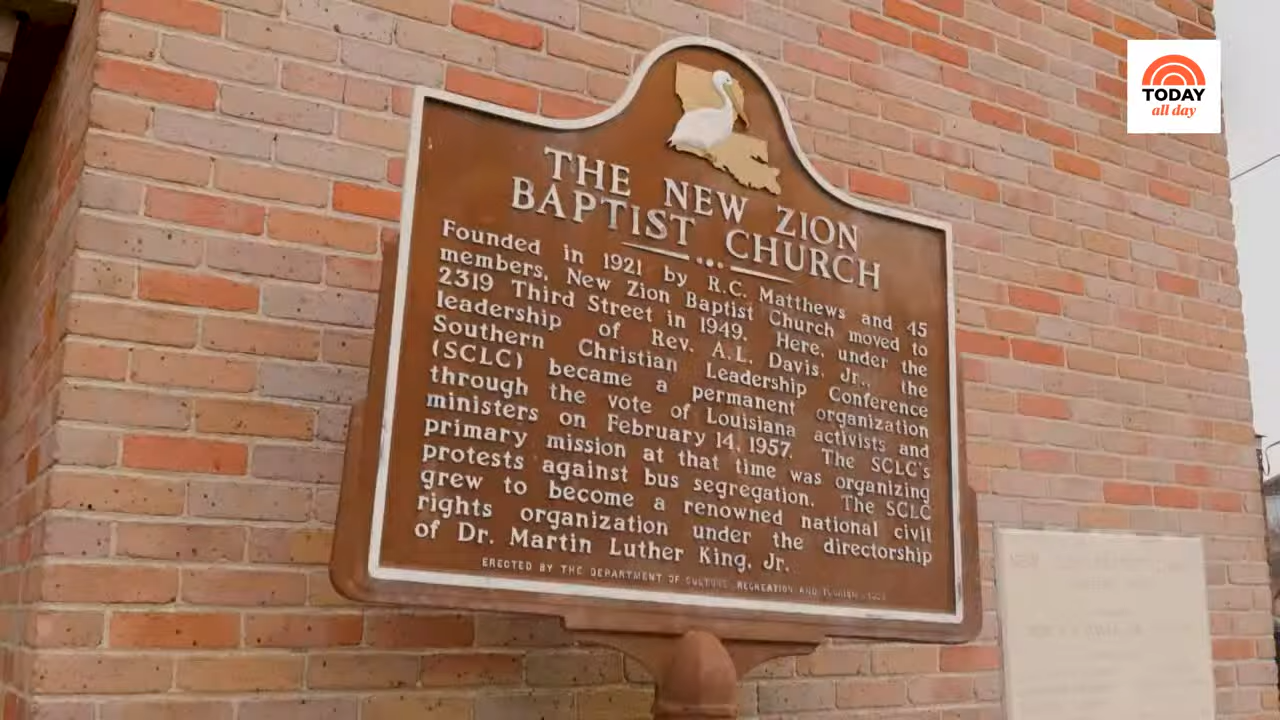 TODAY
all day
THE NEW ZION
BAPTIST CHURCH
Founded in 1921 by R.C. Matthews and 45
members, New Zion Baptist Church moved to
2319 Third Street in 1949. Here, under the
leadership of Rev. A.L. Davis, Jr., the
Southern Christian Leadership Conference
(SCLC) became a permanent organization
through the vote of Louisiana activists and
ministers on February 14, 1957. The SCLC's
primary mission at that time was organizing
protests against bus segregation. The SCLC
grew to become a renowned national civil
rights organization under the directorship
of Dr. Martin Luther King, Jr.
ERECTED BY THE DEPARTMENT OF CULTURE, RECREATION AND TOURISM